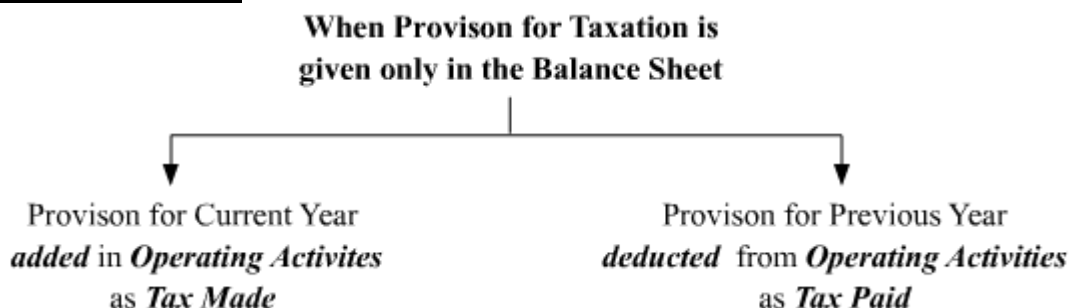 When Provison for Taxation is
given only in the Balance Sheet
Provison for Current Year
added in Operating Activites
as Tax Made
Provison for Previous Year
deducted from Operating Activities
as Tax Paid